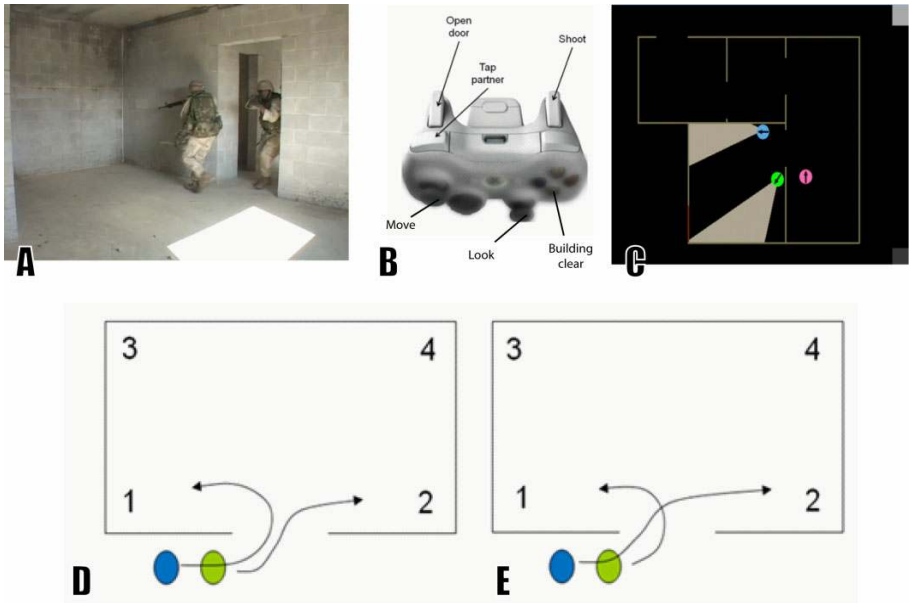 Open
door
Shoot
Tap
partner
Move
Look
Building
clear
A
B
C
3
4
1
2
D
3
4
1
2
E